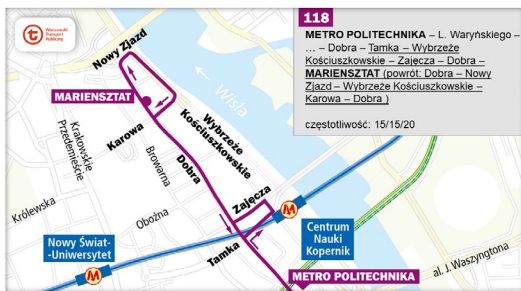 Warszawski
Transport
Publiczny
118
METRO POLITECHNIKA – L. Waryńskiego –
… – Dobra – Tamka – Wybrzeże
Kościuszkowskie – Zajęcza – Dobra –
MARIENSZTAT (powrót: Dobra – Nowy
Zjazd – Wybrzeże Kościuszkowskie –
Karowa – Dobra )
częstotliwość: 15/15/20
Nowy Zjazd
MARIENSZTAT
Wisła
Wybrzeże
Kościuszkowskie
Karowa
Krakowskie
Przedmieście
Browarna
Dobra
Królewska
Oboźna
Zajęcza
M
Centrum
Nauki
Kopernik
Nowy Świat-
-Uniwersytet
M
Tamka
METRO POLITECHNIKA
al. J. Waszyngtona